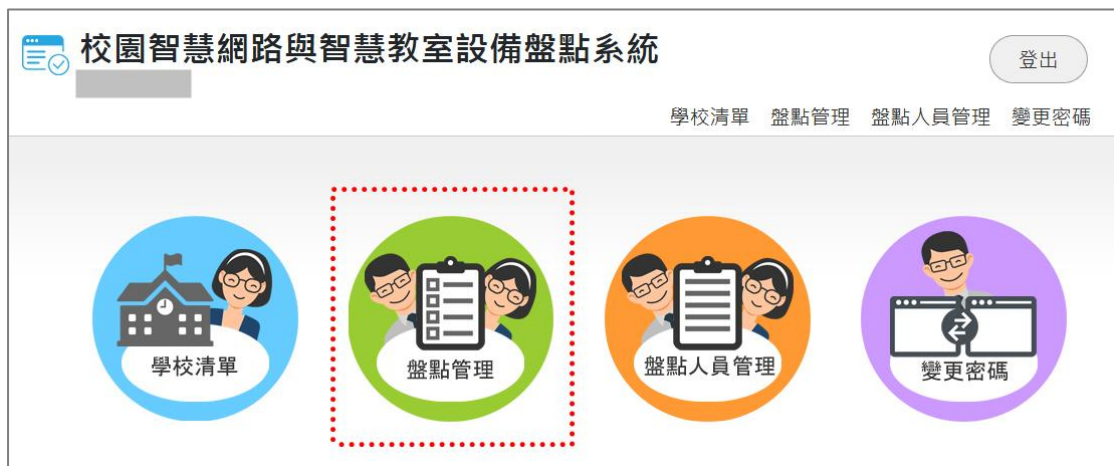 校園智慧網路與智慧教室設備盤點系統
登出
學校清單 盤點管理 盤點人員管理 變更密碼
學校清單
盤點管理
盤點人員管理
變更密碼